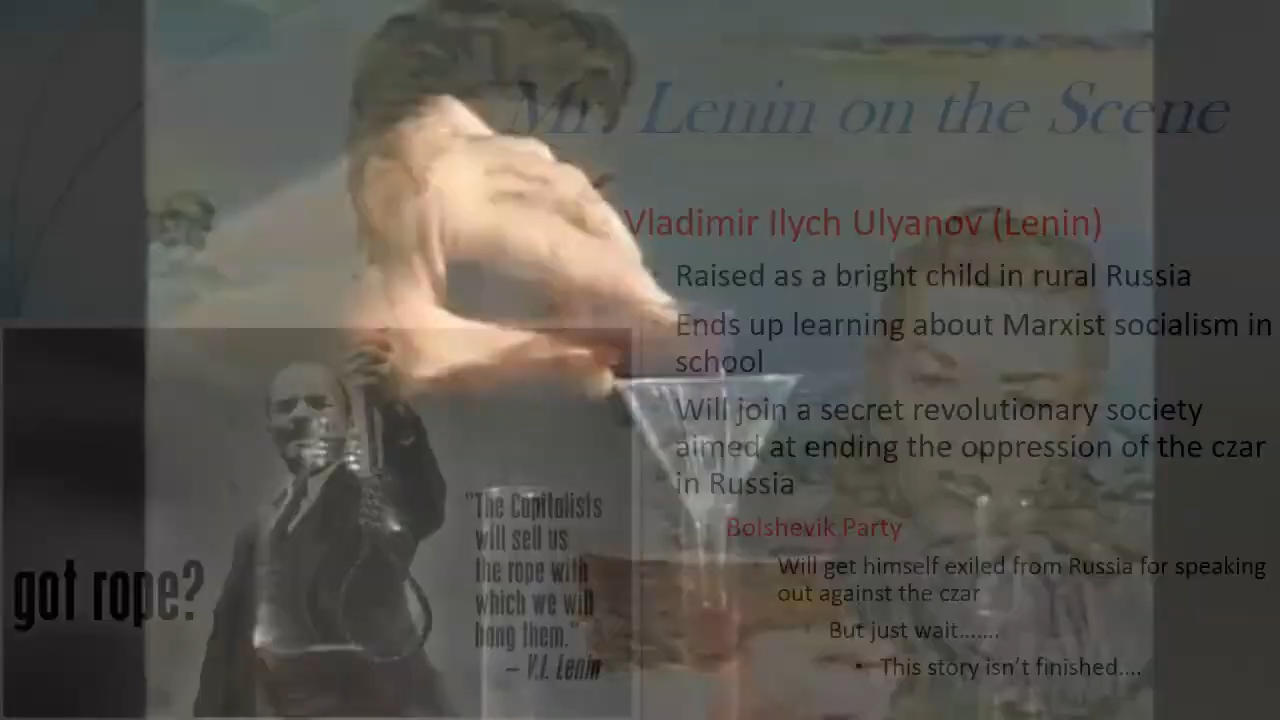 Mr. Lenin on the Scene
Vladimir Ilych Ulyanov (Lenin)
Raised as a bright child in rural Russia
Ends up learning about Marxist socialism in
school
Will join a secret revolutionary society
aimed at ending the oppression of the czar
in Russia
Bolshevik Party
Will get himself exiled from Russia for speaking
out against the czar
But just wait.......
• This story isn't finished....
got rope?
"The Capitalists
will sell us
the rope with
which we will
hang them."
– V.I. Lenin